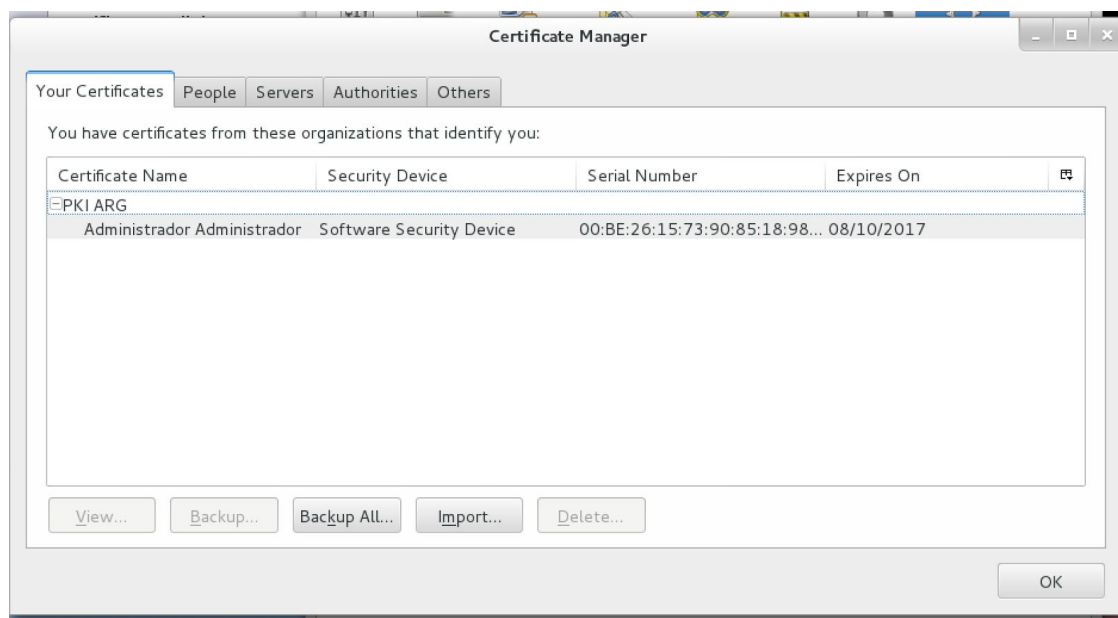 Certificate Manager
Your Certificates People Servers Authorities Others
You have certificates from these organizations that identify you:
Certificate Name Security Device Serial Number Expires On
PKI ARG
Administrador Administrador Software Security Device 00:BE:26:15:73:90:85:18:98... 08/10/2017
View... Backup... Backup All... Import... Delete...
OK